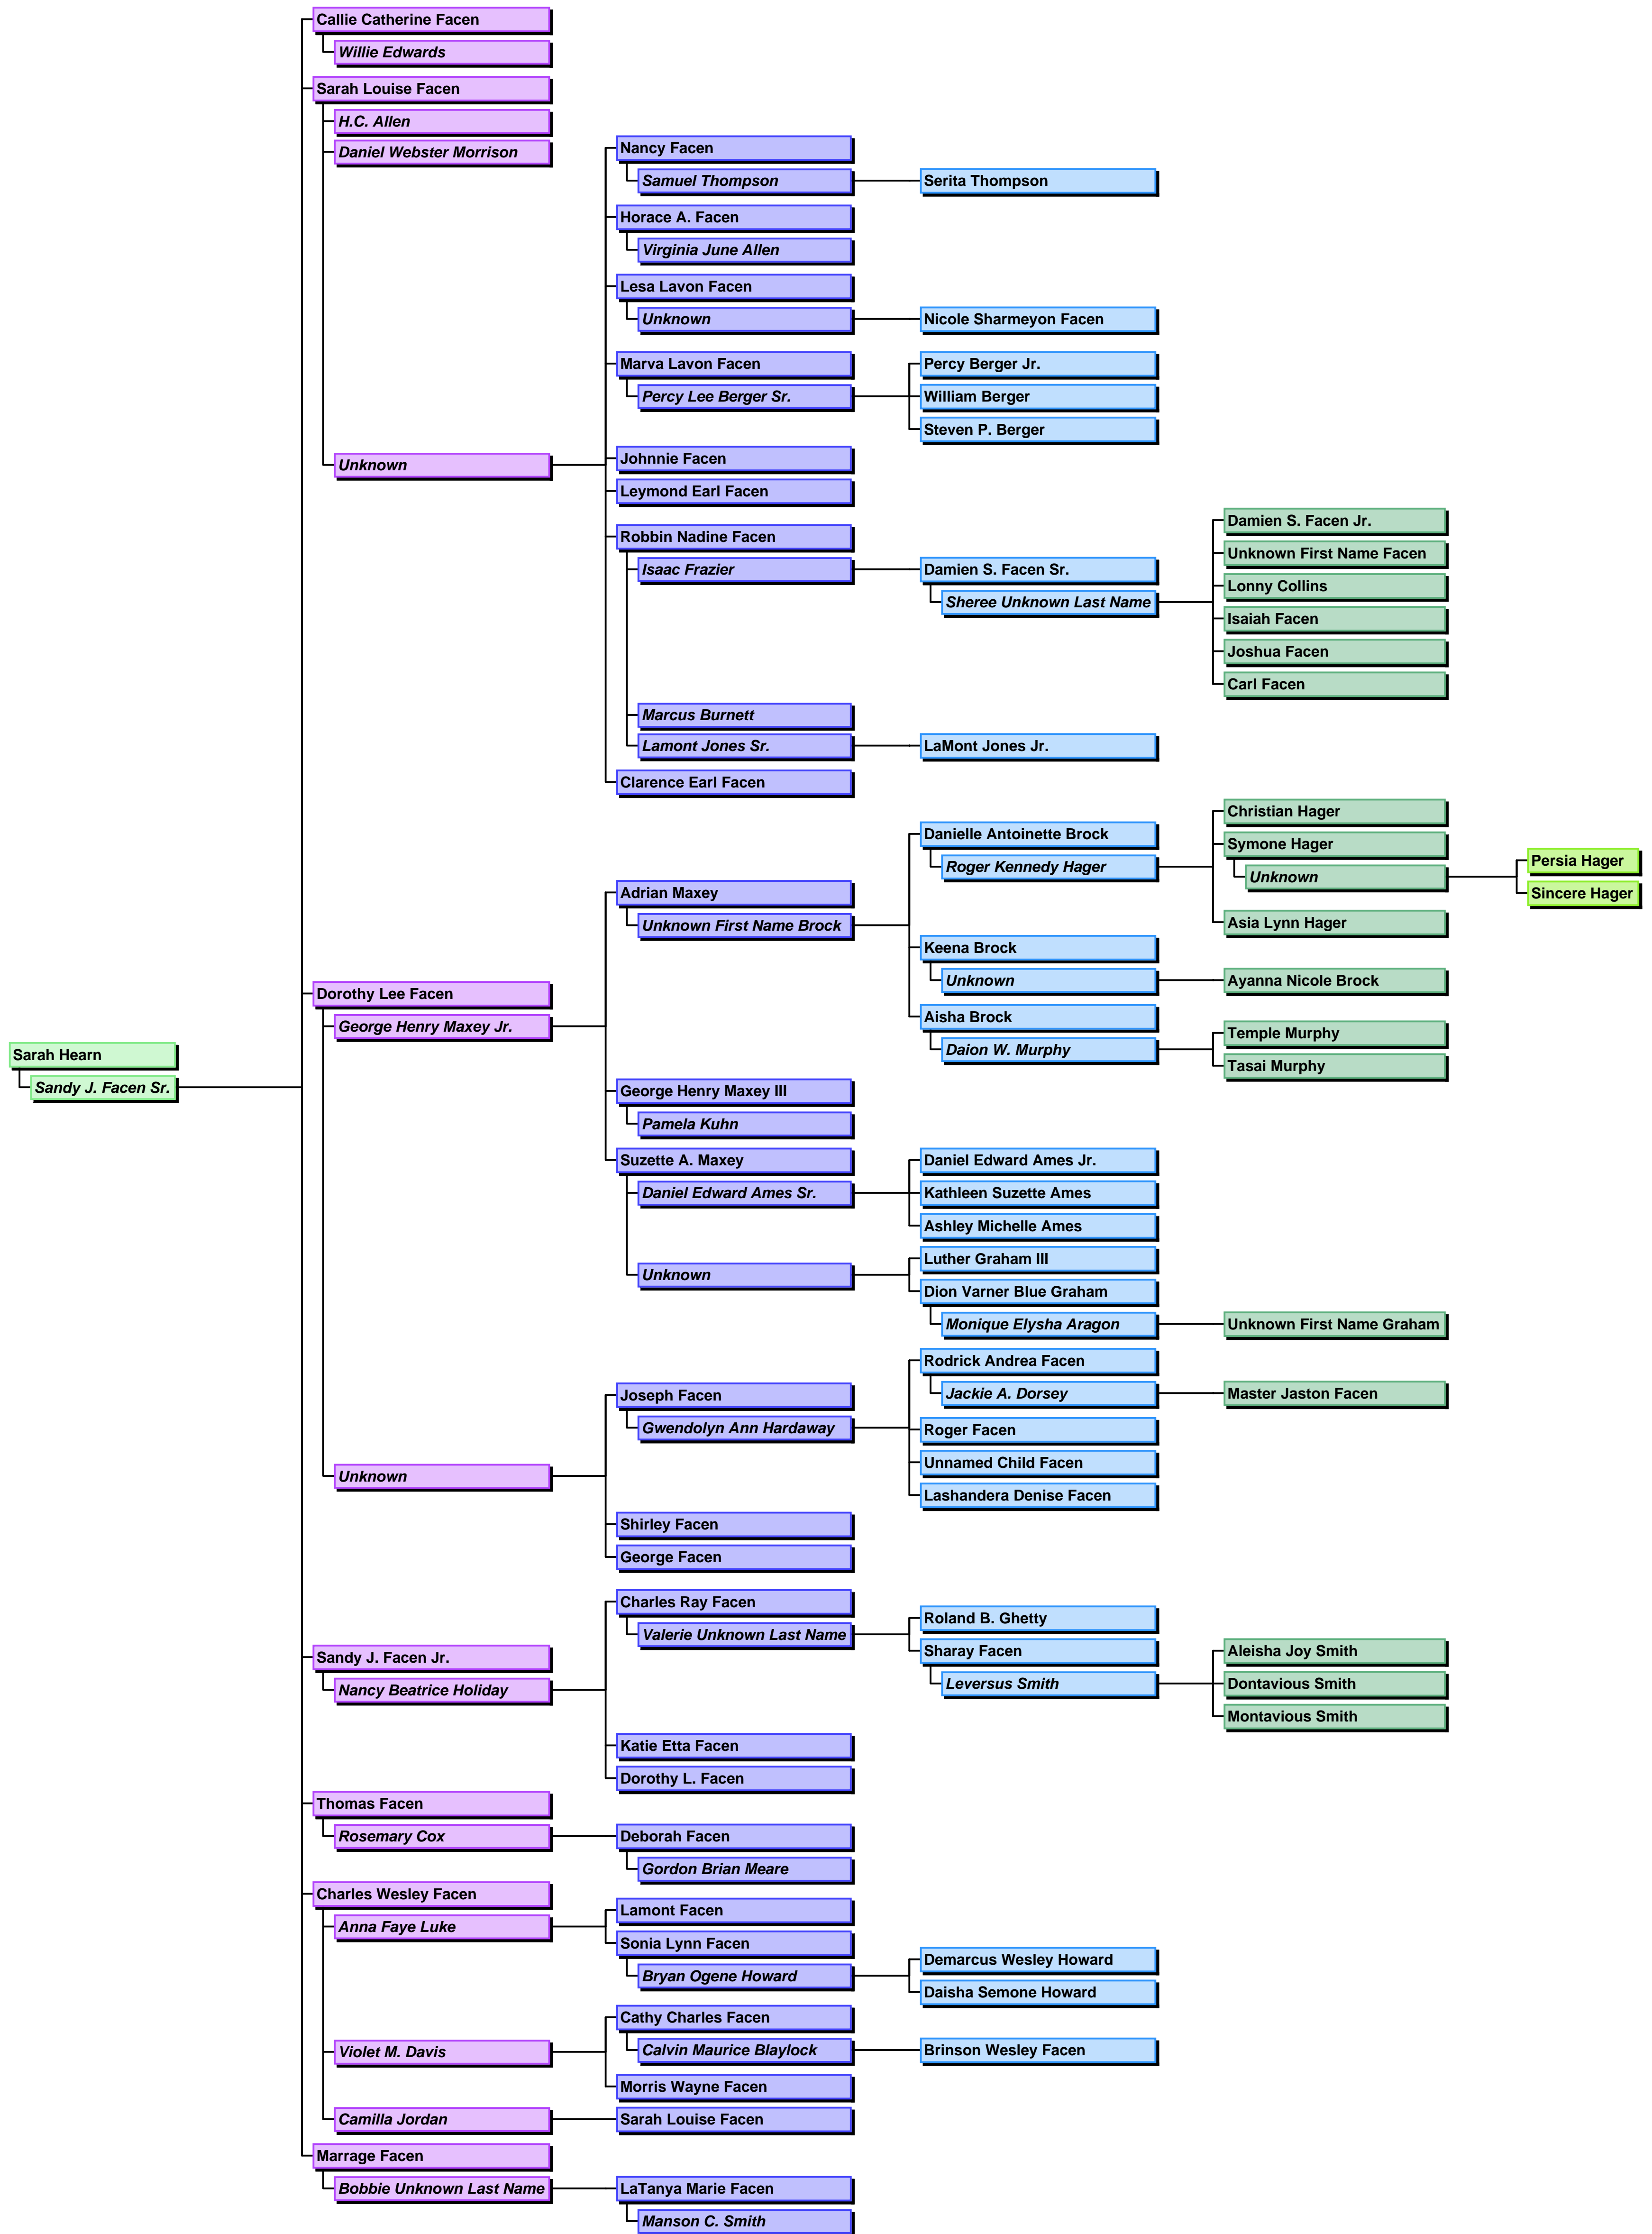 Callie Catherine Facen
Willie Edwards
Sarah Louise Facen
H.C. Allen
Daniel Webster Morrison
Nancy Facen
Samuel Thompson
Serita Thompson
Horace A. Facen
Virginia June Allen
Lesa Lavon Facen
Unknown
Nicole Sharmeyon Facen
Marva Lavon Facen
Percy Berger Jr.
Percy Lee Berger Sr.
William Berger
Steven P. Berger
Johnnie Facen
Unknown
Leymond Earl Facen
Damien S. Facen Jr.
Robbin Nadine Facen
Unknown First Name Facen
Isaac Frazier
Damien S. Facen Sr.
Lonny Collins
Sheree Unknown Last Name
Isaiah Facen
Joshua Facen
Carl Facen
Marcus Burnett
Lamont Jones Sr.
LaMont Jones Jr.
Clarence Earl Facen
Christian Hager
Danielle Antoinette Brock
Symone Hager
Persia Hager
Roger Kennedy Hager
Unknown
Adrian Maxey
Sincere Hager
Unknown First Name Brock
Asia Lynn Hager
Keena Brock
Unknown
Ayanna Nicole Brock
Dorothy Lee Facen
Aisha Brock
George Henry Maxey Jr.
Temple Murphy
Daion W. Murphy
Sarah Hearn
Tasai Murphy
Sandy J. Facen Sr.
George Henry Maxey III
Pamela Kuhn
Suzette A. Maxey
Daniel Edward Ames Jr.
Daniel Edward Ames Sr.
Kathleen Suzette Ames
Ashley Michelle Ames
Luther Graham III
Unknown
Dion Varner Blue Graham
Monique Elysha Aragon
Unknown First Name Graham
Rodrick Andrea Facen
Joseph Facen
Jackie A. Dorsey
Master Jaston Facen
Gwendolyn Ann Hardaway
Roger Facen
Unnamed Child Facen
Unknown
Lashandera Denise Facen
Shirley Facen
George Facen
Charles Ray Facen
Roland B. Ghetty
Valerie Unknown Last Name
Sharay Facen
Aleisha Joy Smith
Sandy J. Facen Jr.
Leversus Smith
Dontavious Smith
Nancy Beatrice Holiday
Montavious Smith
Katie Etta Facen
Dorothy L. Facen
Thomas Facen
Rosemary Cox
Deborah Facen
Gordon Brian Meare
Charles Wesley Facen
Lamont Facen
Anna Faye Luke
Sonia Lynn Facen
Demarcus Wesley Howard
Bryan Ogene Howard
Daisha Semone Howard
Cathy Charles Facen
Violet M. Davis
Calvin Maurice Blaylock
Brinson Wesley Facen
Morris Wayne Facen
Camilla Jordan
Sarah Louise Facen
Marrage Facen
Bobbie Unknown Last Name
LaTanya Marie Facen
Manson C. Smith